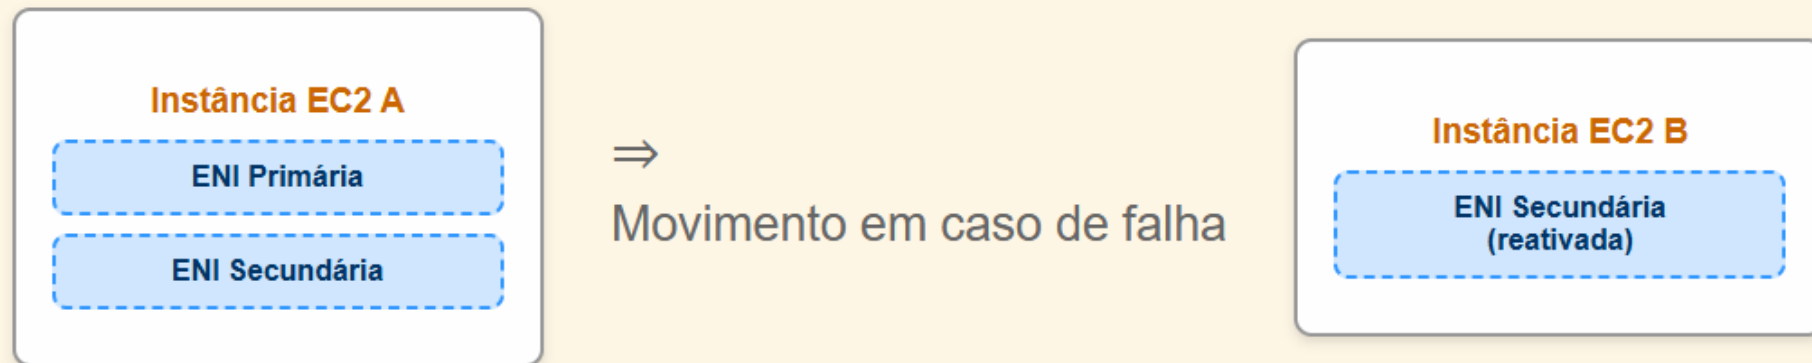 Instância EC2 A
ENI Primária
ENI Secundária
⇒
Movimento em caso de falha
Instância EC2 B
ENI Secundária
(reativada)